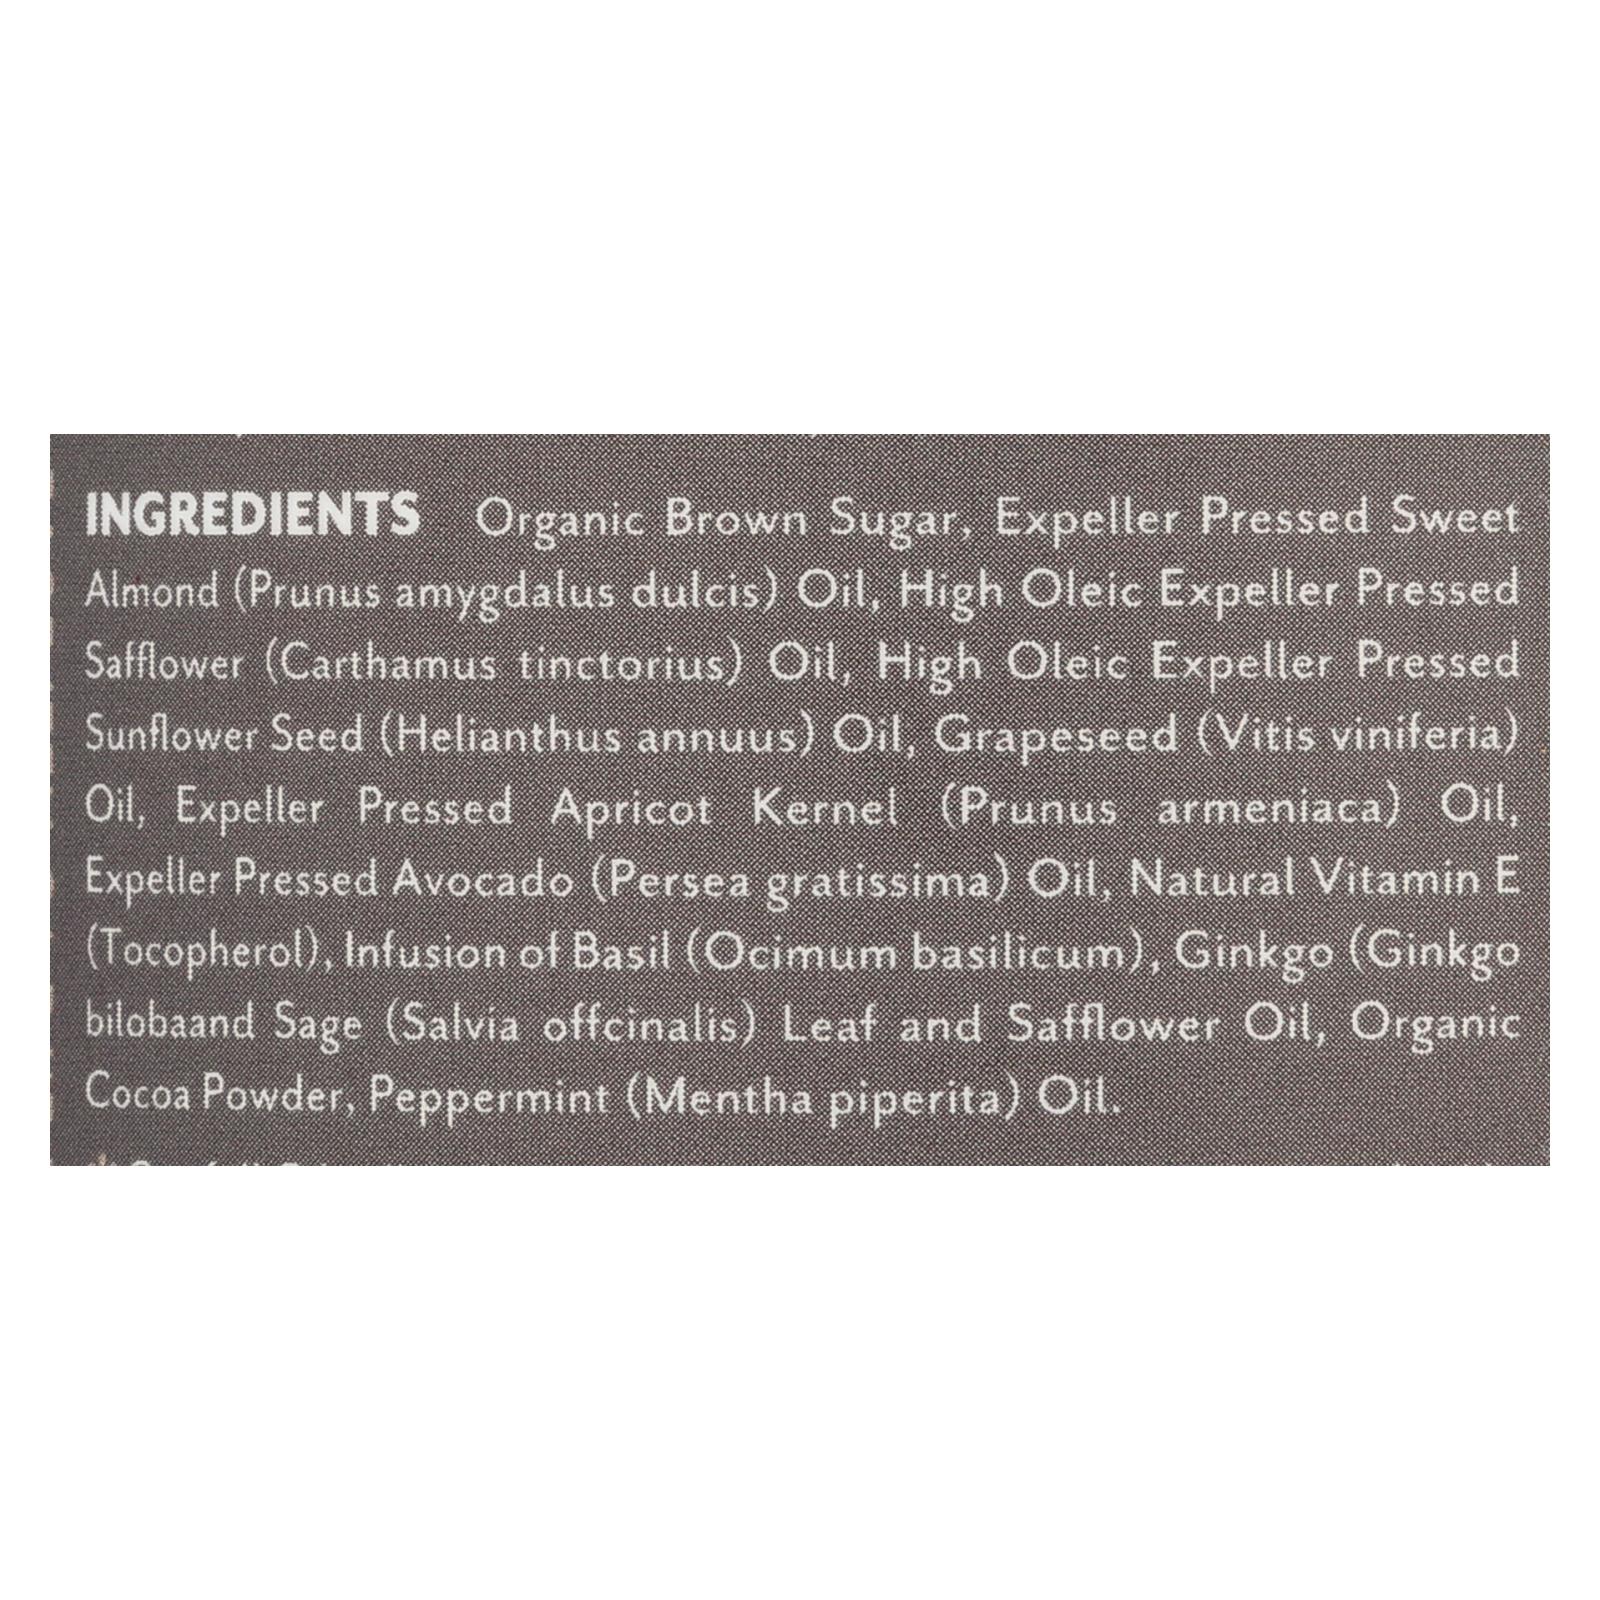 INGREDIENTS Organic Brown Sugar, Expeller Pressed Sweet
Almond (Prunus amygdalus dulcis) Oil, High Oleic Expeller Pressed
Safflower (Carthamus tinctorius) Oil, High Oleic Expeller Pressed
Sunflower Seed (Helianthus annuus) Oil, Grapeseed (Vitis viniferia)
Oil, Expeller Pressed Apricot Kernel (Prunus armeniaca) Oil,
Expeller Pressed Avocado (Persea gratissima) Oil, Natural Vitamin E
(Tocopherol), Infusion of Basil (Ocimum basilicum), Ginkgo (Ginkgo
bilobaand Sage (Salvia offcinalis) Leaf and Safflower Oil, Organic
Cocoa Powder, Peppermint (Mentha piperita) Oil.